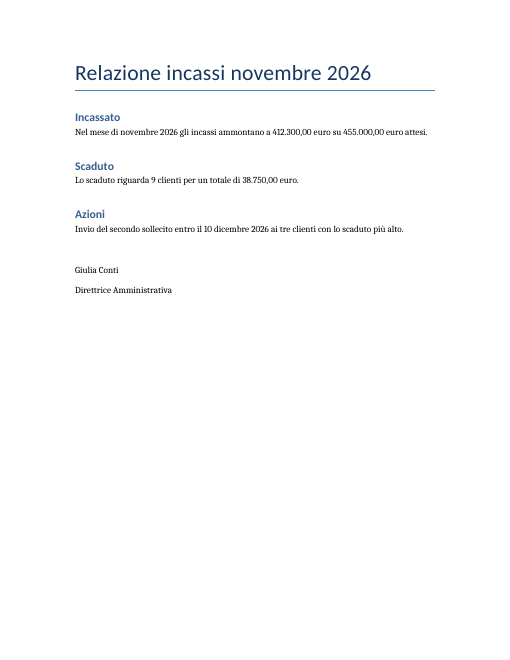 Relazione incassi novembre 2026
Incassato
Nel mese di novembre 2026 gli incassi ammontano a 412.300,00 euro su 455.000,00 euro attesi.
Scaduto
Lo scaduto riguarda 9 clienti per un totale di 38.750,00 euro.
Azioni
Invio del secondo sollecito entro il 10 dicembre 2026 ai tre clienti con lo scaduto più alto.
Giulia Conti
Direttrice Amministrativa